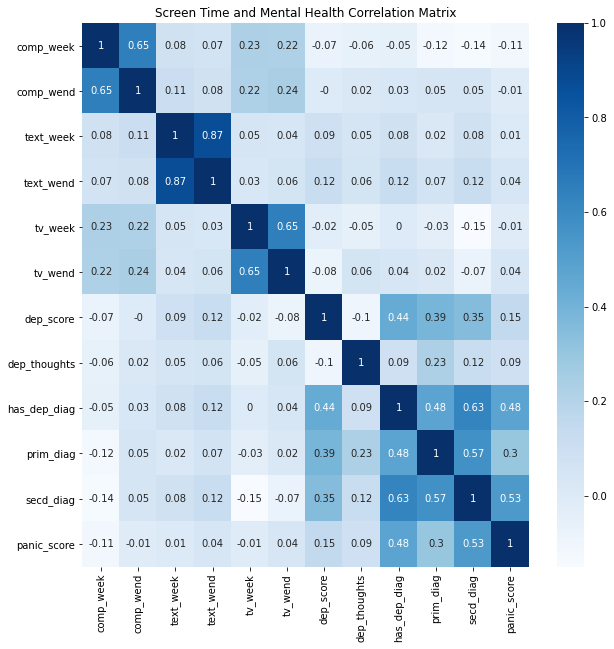 Screen Time and Mental Health Correlation Matrix
comp_week 1 0.65 0.08 0.07 0.23 0.22 -0.07 -0.06 -0.05 -0.12 -0.14 -0.11
comp_wend 0.65 1 0.11 0.08 0.22 0.24 -0 0.02 0.03 0.05 0.05 -0.01
text_week 0.08 0.11 1 0.87 0.05 0.04 0.09 0.05 0.08 0.02 0.08 0.01
text_wend 0.07 0.08 0.87 1 0.03 0.06 0.12 0.06 0.12 0.07 0.12 0.04
tv_week 0.23 0.22 0.05 0.03 1 0.65 -0.02 -0.05 0 -0.03 -0.15 -0.01
tv_wend 0.22 0.24 0.04 0.06 0.65 1 -0.08 0.06 0.04 0.02 -0.07 0.04
dep_score -0.07 -0 0.09 0.12 -0.02 -0.08 1 -0.1 0.44 0.39 0.35 0.15
dep_thoughts -0.06 0.02 0.05 0.06 -0.05 0.06 -0.1 1 0.09 0.23 0.12 0.09
has_dep_diag -0.05 0.03 0.08 0.12 0 0.04 0.44 0.09 1 0.48 0.63 0.48
prim_diag -0.12 0.05 0.02 0.07 -0.03 0.02 0.39 0.23 0.48 1 0.57 0.3
secd_diag -0.14 0.05 0.08 0.12 -0.15 -0.07 0.35 0.12 0.63 0.57 1 0.53
panic_score -0.11 -0.01 0.01 0.04 -0.01 0.04 0.15 0.09 0.48 0.3 0.53 1
comp_week comp_wend text_week text_wend tv_week tv_wend dep_score dep_thoughts has_dep_diag prim_diag secd_diag panic_score
1.0
0.8
0.6
0.4
0.2
0.0